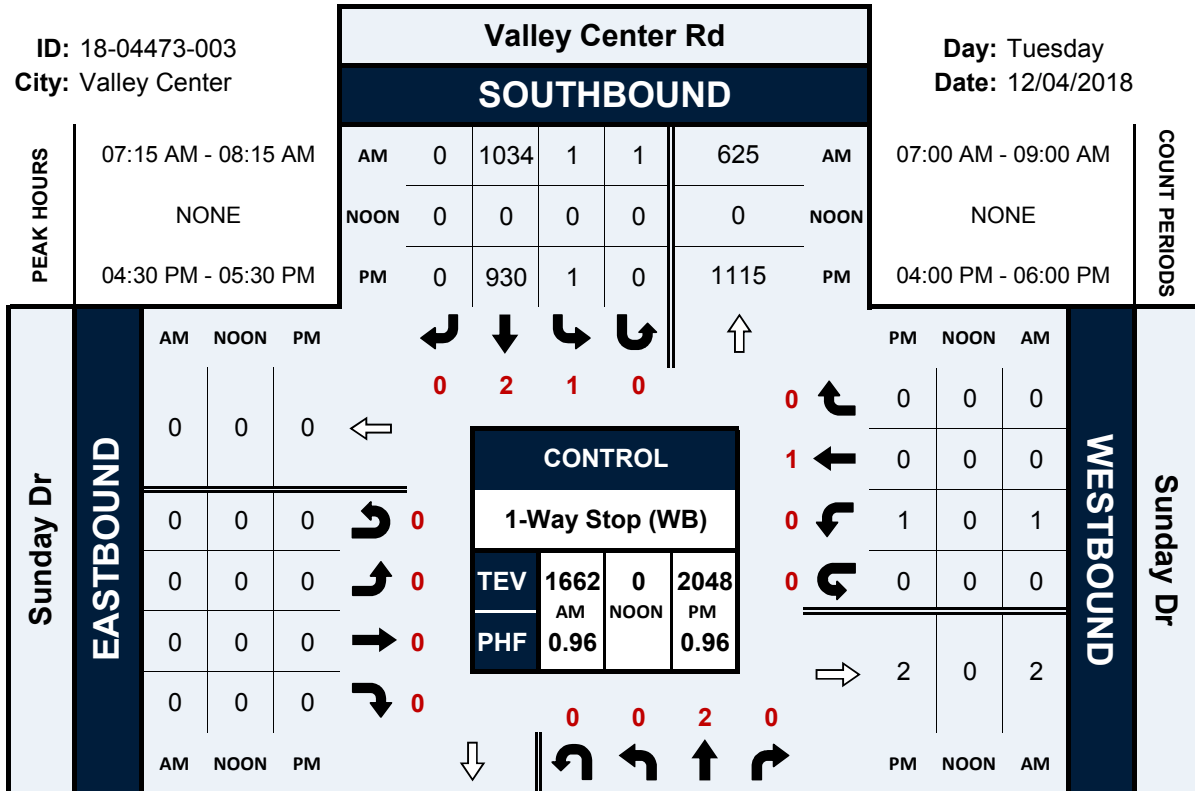 ID: 18-04473-003
City: Valley Center
Valley Center Rd
SOUTHBOUND
Day: Tuesday
Date: 12/04/2018
PEAK HOURS
07:15 AM - 08:15 AM
NONE
04:30 PM - 05:30 PM
AM 0 1034 1 1 625 AM
NOON 0 0 0 0 0 NOON
PM 0 930 1 0 1115 PM
07:00 AM - 09:00 AM
NONE
04:00 PM - 06:00 PM
COUNT PERIODS
0 2 1 0
Sunday Dr
EASTBOUND
AM NOON PM
0 0 0
0 0 0 0
0 0 0 0
0 0 0 0
0 0 0 0
AM NOON PM
CONTROL
1-Way Stop (WB)
TEV 1662 0 2048
AM NOON PM
PHF 0.96 0.96
PM NOON AM
0 0 0 0
1 0 0 0
0 1 0 1
0 0 0 0
2 0 2
PM NOON AM
WESTBOUND
Sunday Dr
0 0 2 0